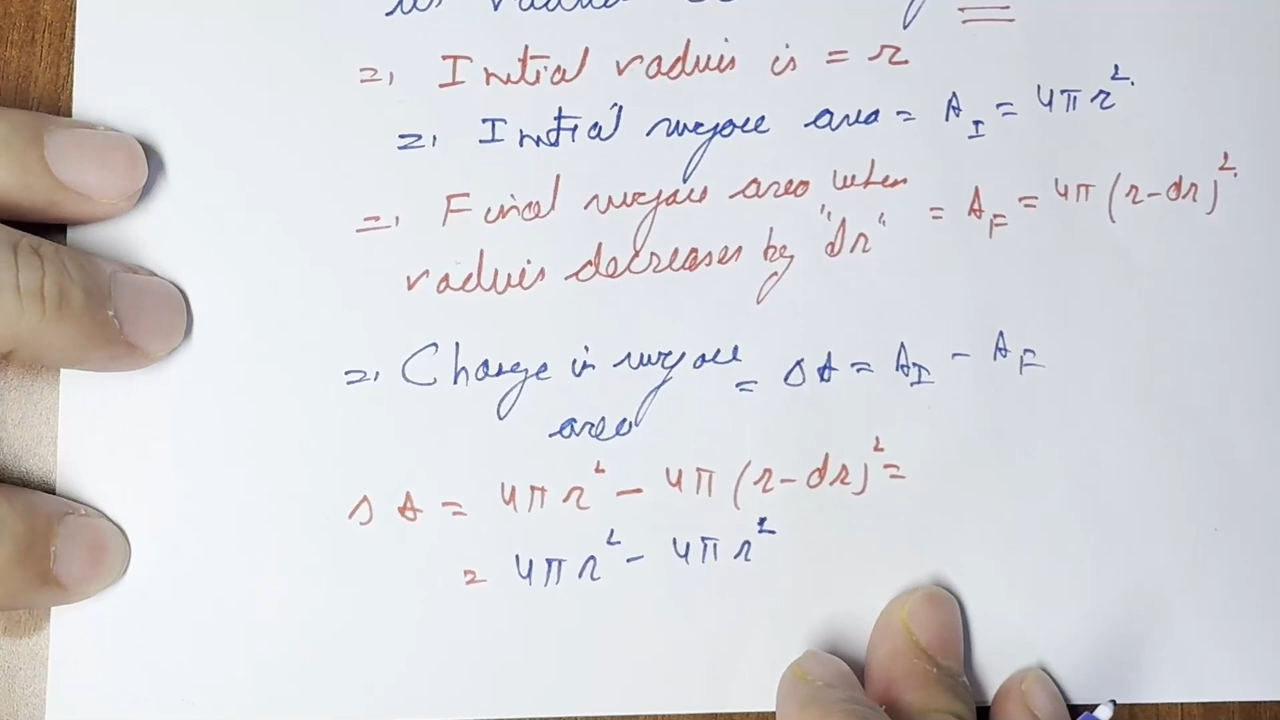 =, Initial radius is = r
=, Initial surface area = A_I = 4πr².
=, Final surface area when = A_F = 4π(r-dr)².
radius decreases by "dr"
=, Change in surface = ΔA = A_I - A_F
area
ΔA = 4πr² - 4π(r-dr)² =
= 4πr² - 4πr²